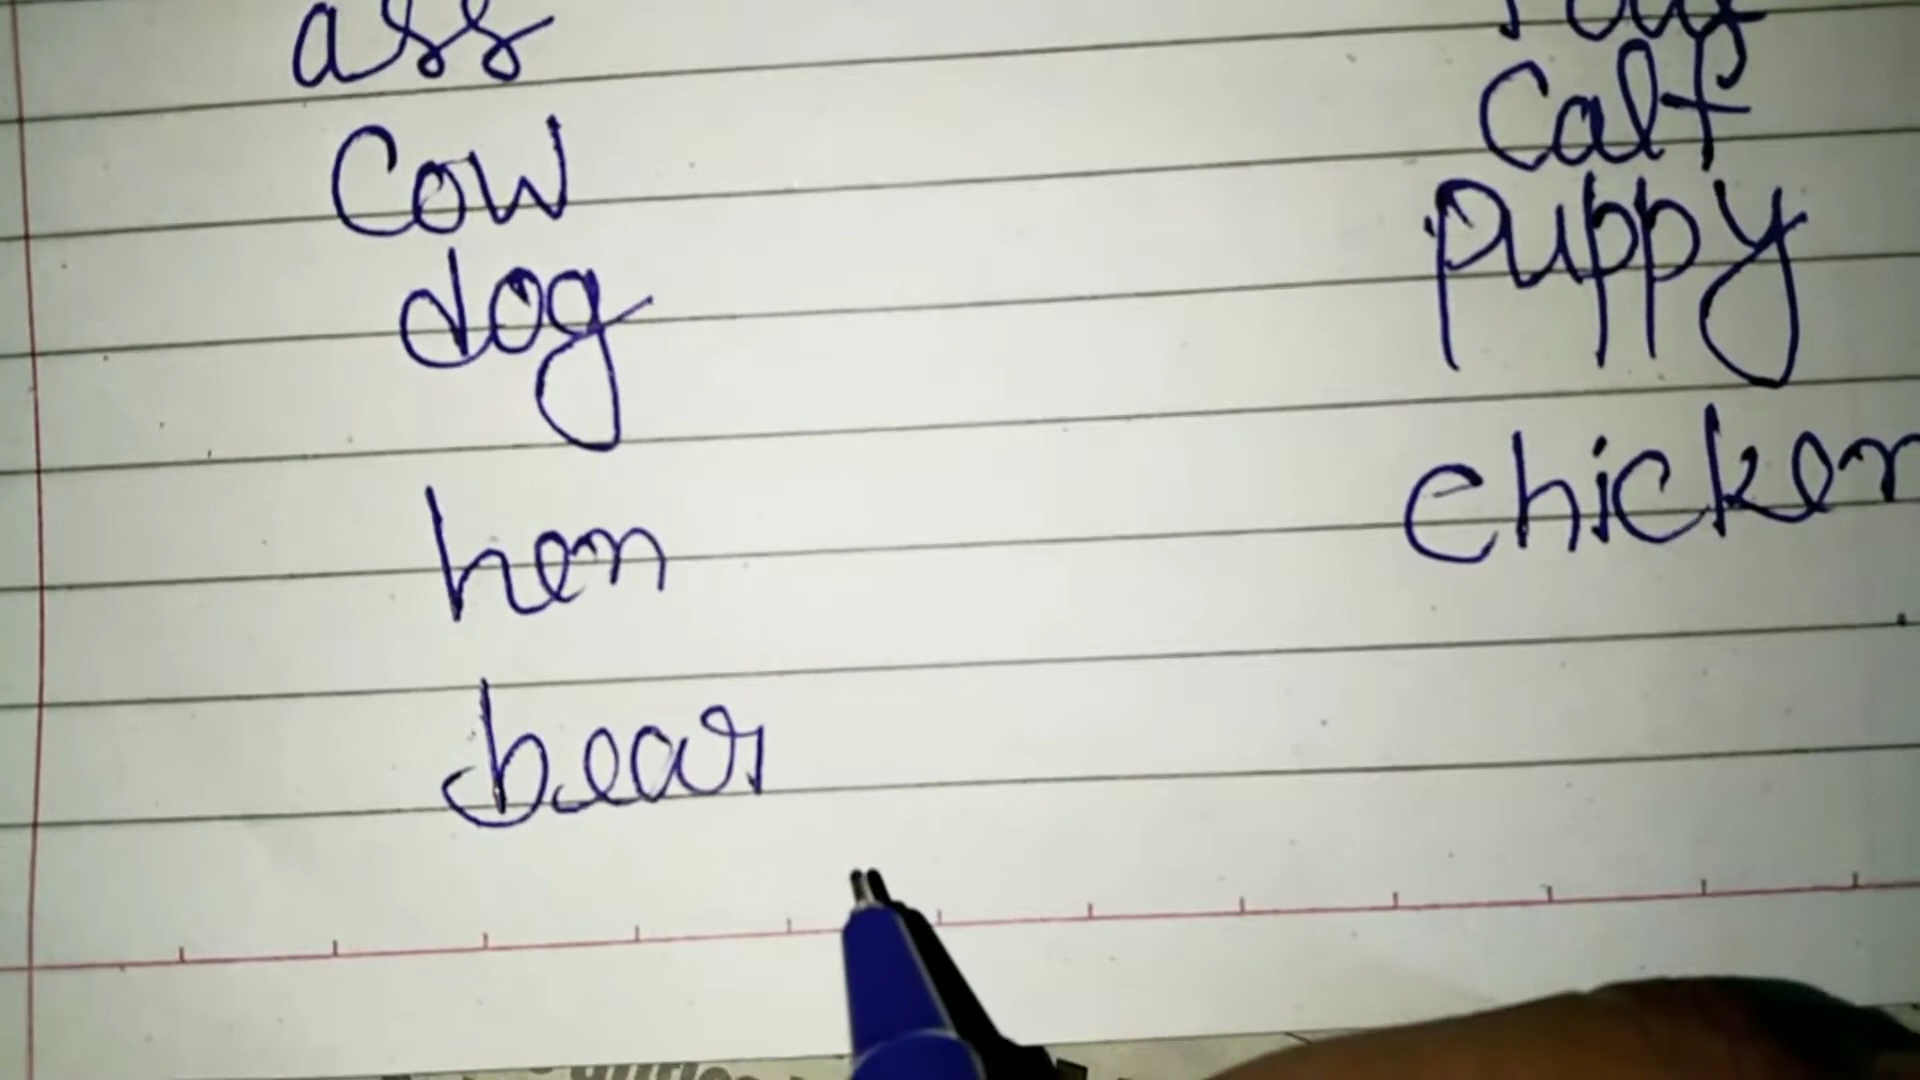 ass
Cow Calf
dog Puppy
hen chicken
bear